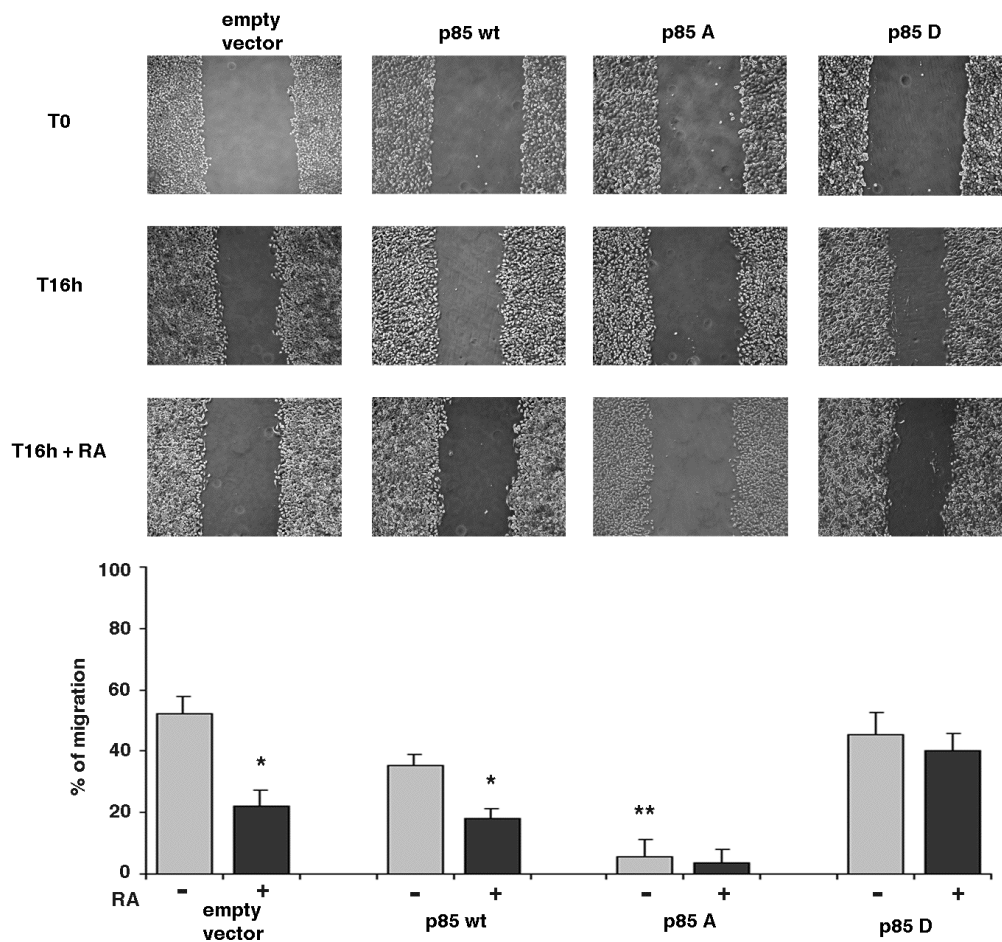 empty
vector
p85 wt
p85 A
p85 D
T0
T16h
T16h + RA
% of migration
100
80
60
40
20
0
*
*
**
RA - + - + - + - +
empty
vector
p85 wt
p85 A
p85 D